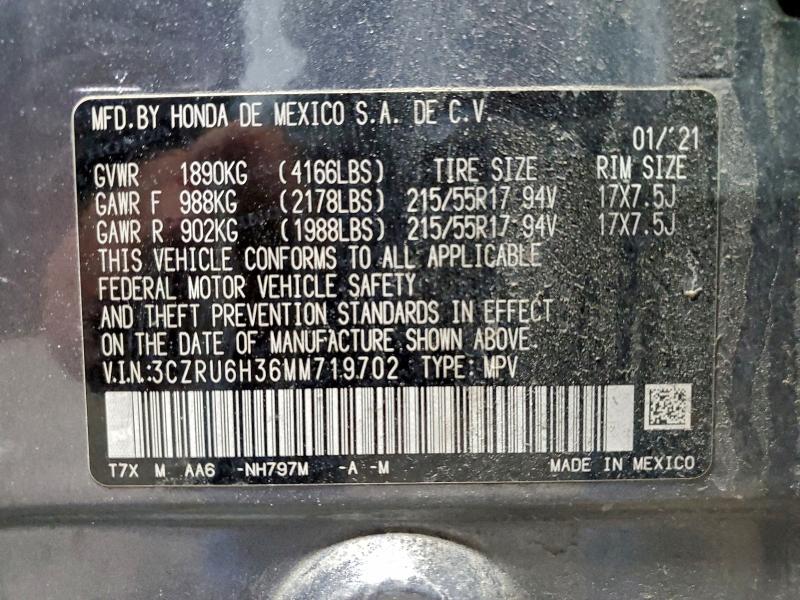 MFD.BY HONDA DE MEXICO S.A. DE C.V.
01/'21
GVWR 1890KG (4166LBS) TIRE SIZE RIM SIZE
GAWR F 988KG (2178LBS) 215/55R17 94V 17X7.5J
GAWR R 902KG (1988LBS) 215/55R17 94V 17X7.5J
THIS VEHICLE CONFORMS TO ALL APPLICABLE
FEDERAL MOTOR VEHICLE SAFETY
AND THEFT PREVENTION STANDARDS IN EFFECT
ON THE DATE OF MANUFACTURE SHOWN ABOVE.
V.I.N.:3CZRU6H36MM719702 TYPE: MPV
T7X M AA6 -NH797M -A -M MADE IN MEXICO